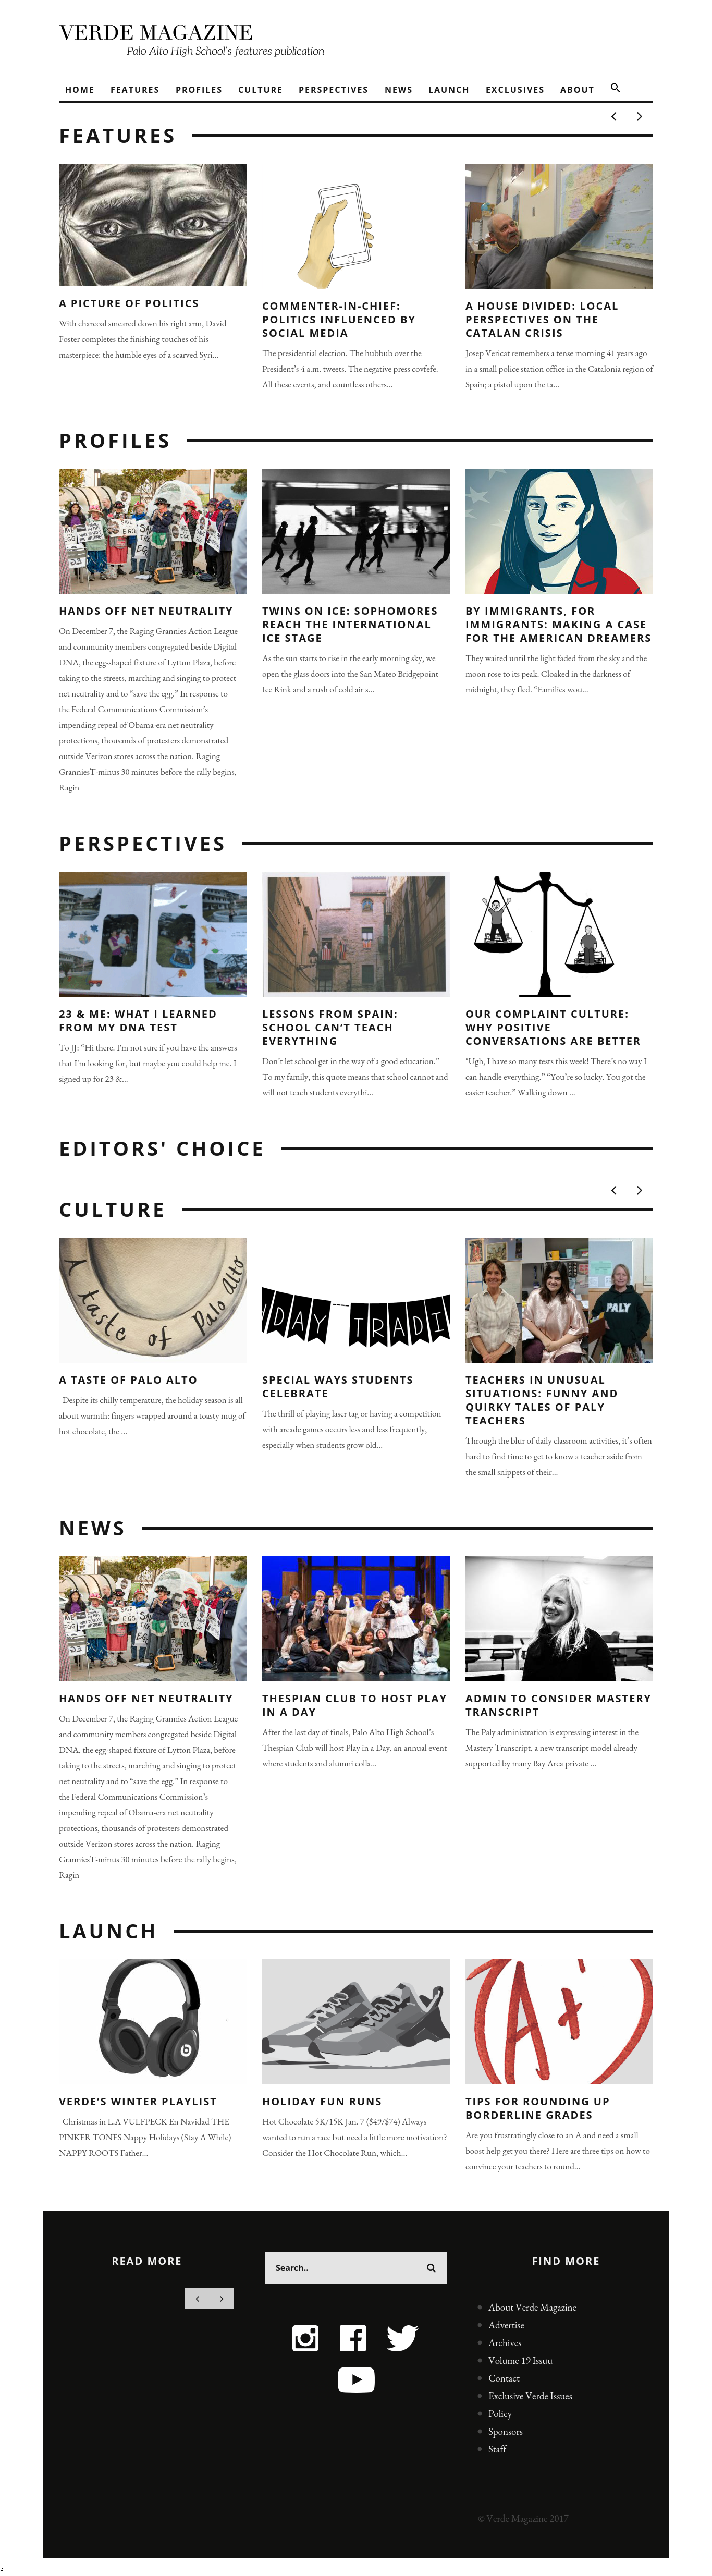 VERDE MAGAZINE
Palo Alto High School's features publication
HOME FEATURES PROFILES CULTURE PERSPECTIVES NEWS LAUNCH EXCLUSIVES ABOUT
FEATURES
A PICTURE OF POLITICS
With charcoal smeared down his right arm, David
Foster completes the finishing touches of his
masterpiece: the humble eyes of a scarved Syri...
COMMENTER-IN-CHIEF:
POLITICS INFLUENCED BY
SOCIAL MEDIA
The presidential election. The hubbub over the
President's 4 a.m. tweets. The negative press covfefe.
All these events, and countless others...
A HOUSE DIVIDED: LOCAL
PERSPECTIVES ON THE
CATALAN CRISIS
Josep Vericat remembers a tense morning 41 years ago
in a small police station office in the Catalonia region of
Spain; a pistol upon the ta...
PROFILES
HANDS OFF NET NEUTRALITY
On December 7, the Raging Grannies Action League
and community members congregated beside Digital
DNA, the egg-shaped fixture of Lytton Plaza, before
taking to the streets, marching and singing to protect
net neutrality and to “save the egg.” In response to
the Federal Communications Commission’s
impending repeal of Obama-era net neutrality
protections, thousands of protesters demonstrated
outside Verizon stores across the nation. Raging
GranniesT-minus 30 minutes before the rally begins,
Ragin
TWINS ON ICE: SOPHOMORES
REACH THE INTERNATIONAL
ICE STAGE
As the sun starts to rise in the early morning sky, we
open the glass doors into the San Mateo Bridgepoint
Ice Rink and a rush of cold air s...
BY IMMIGRANTS, FOR
IMMIGRANTS: MAKING A CASE
FOR THE AMERICAN DREAMERS
They waited until the light faded from the sky and the
moon rose to its peak. Cloaked in the darkness of
midnight, they fled. “Families wou...
PERSPECTIVES
23 & ME: WHAT I LEARNED
FROM MY DNA TEST
To JJ: “Hi there. I'm not sure if you have the answers
that I'm looking for, but maybe you could help me. I
signed up for 23 &...
LESSONS FROM SPAIN:
SCHOOL CAN’T TEACH
EVERYTHING
Don’t let school get in the way of a good education.”
To my family, this quote means that school cannot and
will not teach students everythi...
OUR COMPLAINT CULTURE:
WHY POSITIVE
CONVERSATIONS ARE BETTER
"Ugh, I have so many tests this week! There’s no way I
can handle everything.” “You’re so lucky. You got the
easier teacher.” Walking down ...
EDITORS' CHOICE
CULTURE
A taste of Palo Alto
A TASTE OF PALO ALTO
Despite its chilly temperature, the holiday season is all
about warmth: fingers wrapped around a toasty mug of
hot chocolate, the ...
DAY TRADI
SPECIAL WAYS STUDENTS
CELEBRATE
The thrill of playing laser tag or having a competition
with arcade games occurs less and less frequently,
especially when students grow old...
PALY
TEACHERS IN UNUSUAL
SITUATIONS: FUNNY AND
QUIRKY TALES OF PALY
TEACHERS
Through the blur of daily classroom activities, it’s often
hard to find time to get to know a teacher aside from
the small snippets of their...
NEWS
HANDS OFF NET NEUTRALITY
On December 7, the Raging Grannies Action League
and community members congregated beside Digital
DNA, the egg-shaped fixture of Lytton Plaza, before
taking to the streets, marching and singing to protect
net neutrality and to “save the egg.” In response to
the Federal Communications Commission’s
impending repeal of Obama-era net neutrality
protections, thousands of protesters demonstrated
outside Verizon stores across the nation. Raging
GranniesT-minus 30 minutes before the rally begins,
Ragin
THESPIAN CLUB TO HOST PLAY
IN A DAY
After the last day of finals, Palo Alto High School’s
Thespian Club will host Play in a Day, an annual event
where students and alumni colla...
ADMIN TO CONSIDER MASTERY
TRANSCRIPT
The Paly administration is expressing interest in the
Mastery Transcript, a new transcript model already
supported by many Bay Area private ...
LAUNCH
VERDE’S WINTER PLAYLIST
Christmas in L.A VULFPECK En Navidad THE
PINKER TONES Nappy Holidays (Stay A While)
NAPPY ROOTS Father...
HOLIDAY FUN RUNS
Hot Chocolate 5K/15K Jan. 7 ($49/$74) Always
wanted to run a race but need a little more motivation?
Consider the Hot Chocolate Run, which...
A+
TIPS FOR ROUNDING UP
BORDERLINE GRADES
Are you frustratingly close to an A and need a small
boost help get you there? Here are three tips on how to
convince your teachers to round...
READ MORE
Search..
FIND MORE
About Verde Magazine
Advertise
Archives
Volume 19 Issuu
Contact
Exclusive Verde Issues
Policy
Sponsors
Staff
© Verde Magazine 2017